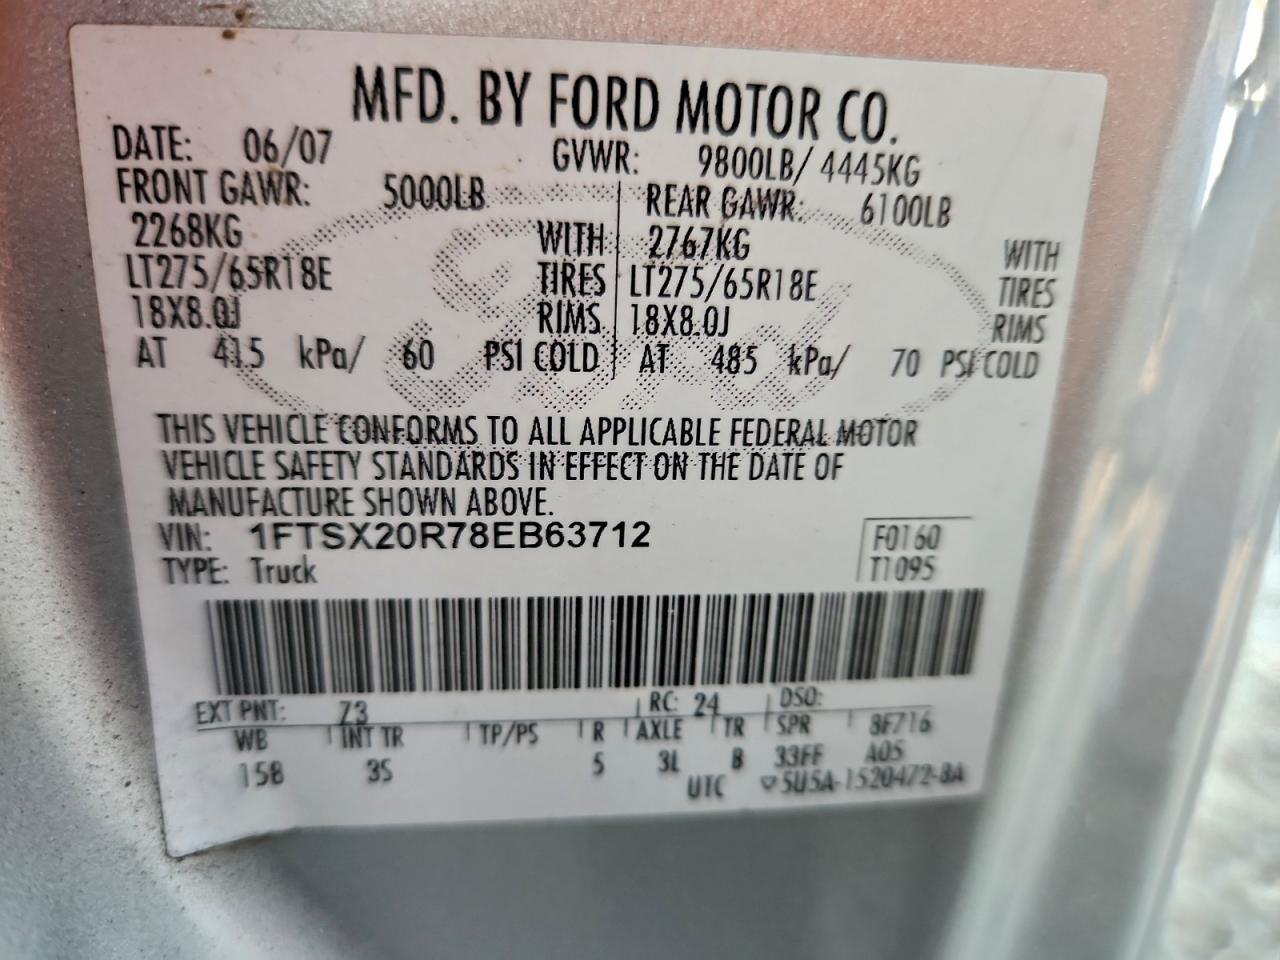 MFD. BY FORD MOTOR CO.
DATE: 06/07 GVWR: 9800LB/ 4445KG
FRONT GAWR: 5000LB REAR GAWR: 6100LB
2268KG WITH 2767KG WITH
LT275/65R18E TIRES LT275/65R18E TIRES
18X8.0J RIMS 18X8.0J RIMS
AT 415 kPa/ 60 PSI COLD AT 485 kPa/ 70 PSI COLD
THIS VEHICLE CONFORMS TO ALL APPLICABLE FEDERAL MOTOR
VEHICLE SAFETY STANDARDS IN EFFECT ON THE DATE OF
MANUFACTURE SHOWN ABOVE.
VIN: 1FTSX20R78EB63712 F0160
TYPE: Truck T1095
EXT PNT: Z3 RC: 24 DSO:
WB INT TR TP/PS R AXLE TR SPR 8F716
158 3S 5 3L B 33FF A05
UTC 5U5A-1520472-BA
Ford